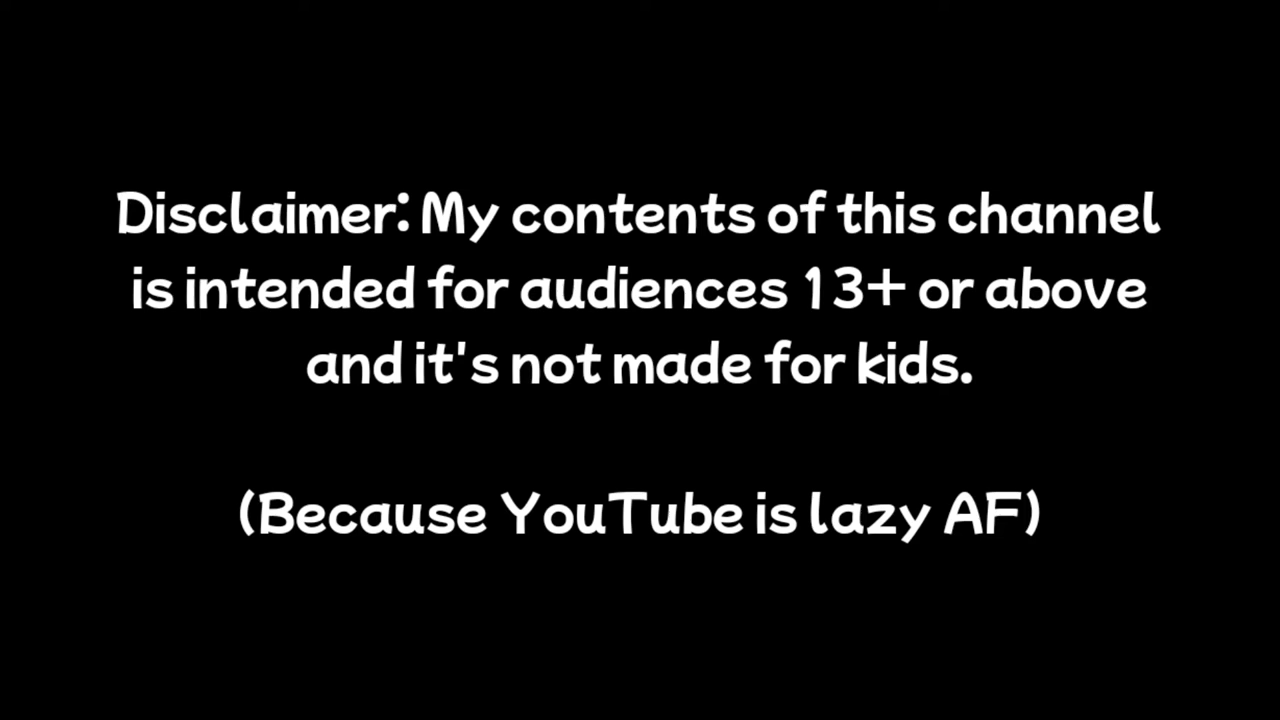 Disclaimer: My contents of this channel
is intended for audiences 13+ or above
and it's not made for kids.
(Because YouTube is lazy AF)